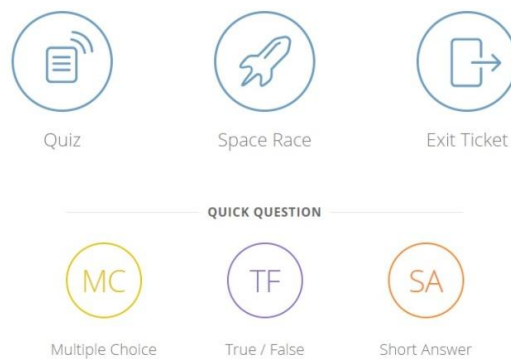 Quiz
Space Race
Exit Ticket
QUICK QUESTION
MC
TF
SA
Multiple Choice
True / False
Short Answer